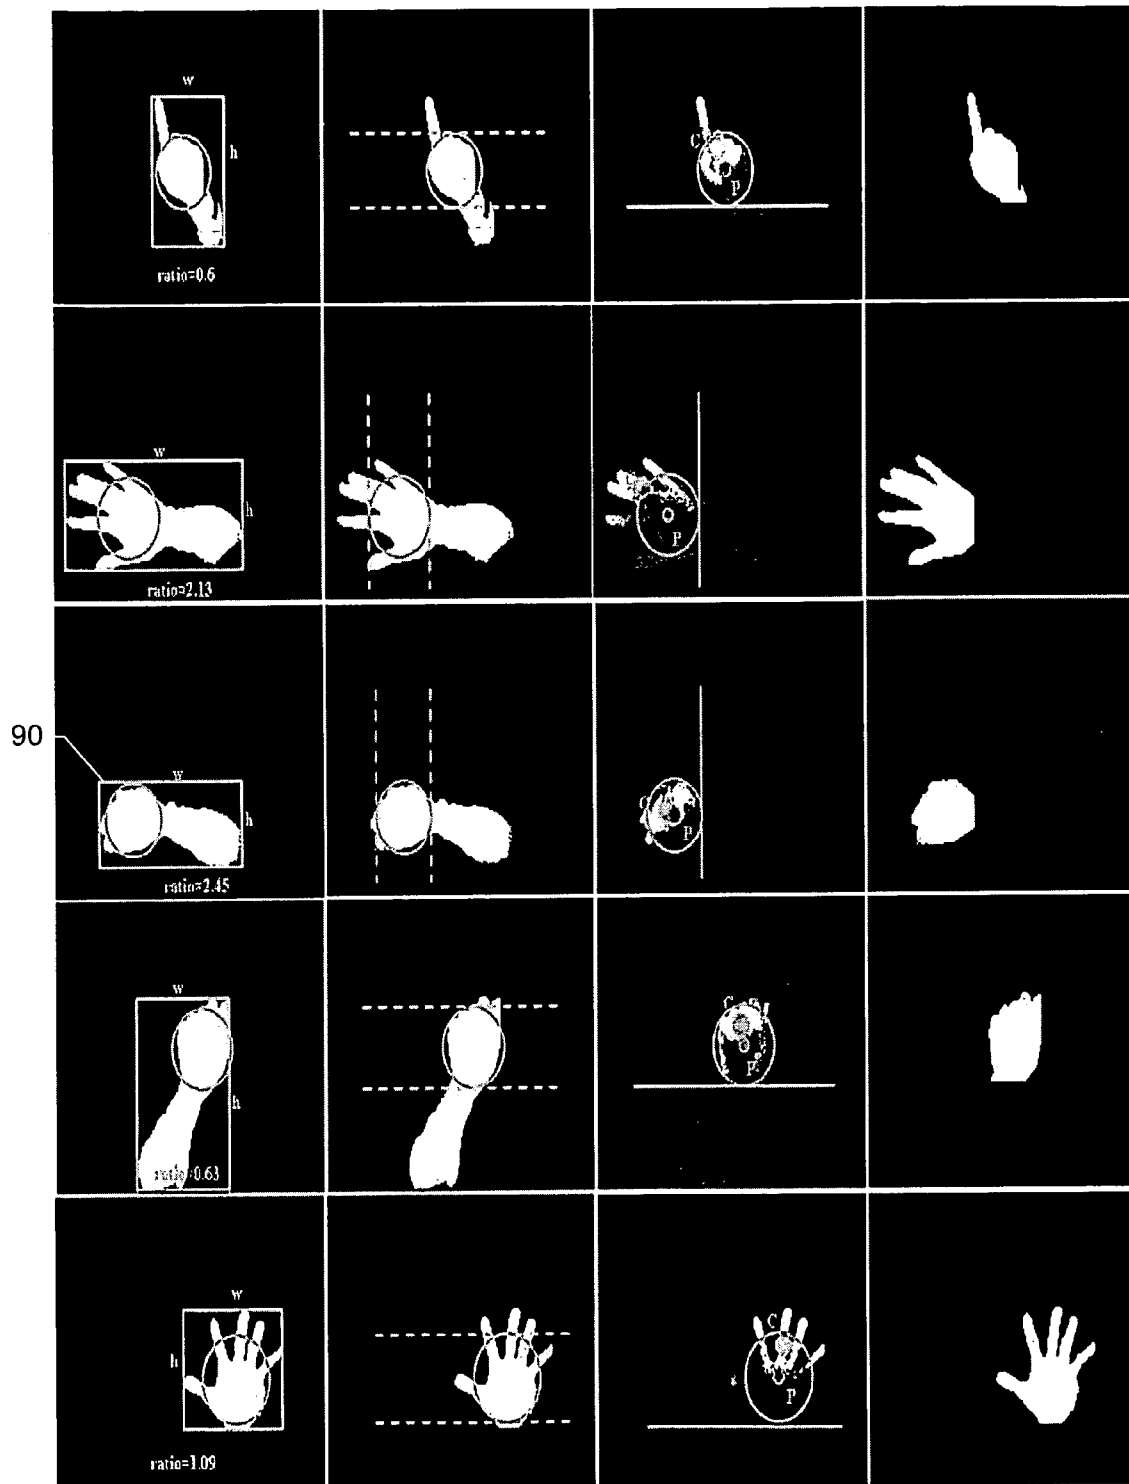 w
h
C
P
ratio=0.6
w
h
P
ratio=2.13
90
w
h
C
P
ratio=2.45
w
C
h
P
ratio=0.63
w
h
C
P
ratio=1.09